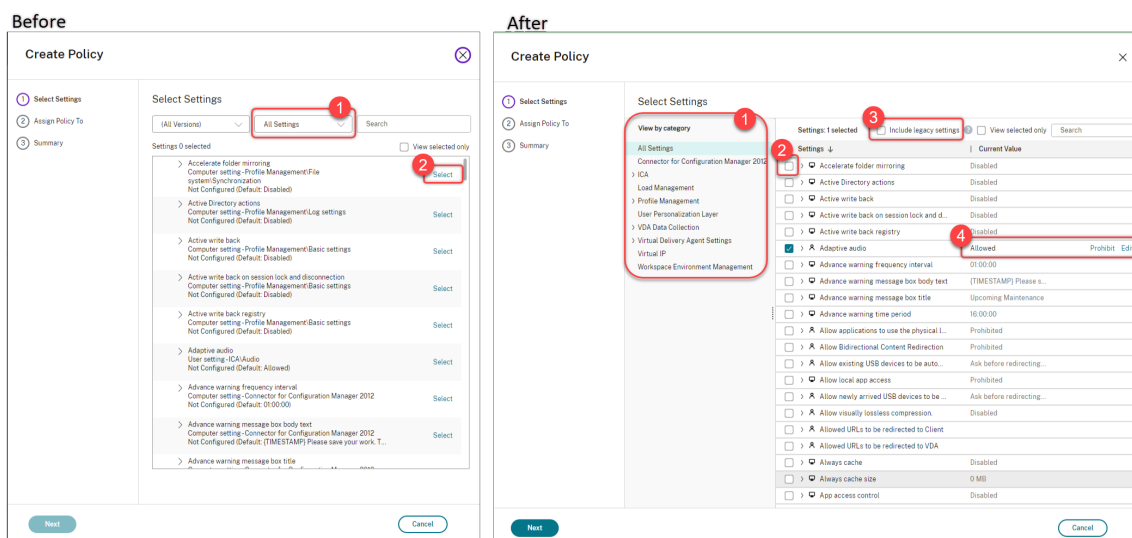 Before
Create Policy
1 Select Settings
2 Assign Policy To
3 Summary
Select Settings
1
(All Versions)
All Settings
Search
Settings 0 selected
View selected only
2
Accelerate folder mirroring
Computer setting - Profile Management\File
system\Synchronization
Not Configured (Default: Disabled)
Select
Active Directory actions
Computer setting - Profile Management\Log settings
Not Configured (Default: Disabled)
Select
Active write back
Computer setting - Profile Management\Basic settings
Not Configured (Default: Disabled)
Select
Active write back on session lock and disconnection
Computer setting - Profile Management\Basic settings
Not Configured (Default: Disabled)
Select
Active write back registry
Computer setting - Profile Management\Basic settings
Not Configured (Default: Disabled)
Select
Adaptive audio
User setting - ICA\Audio
Not Configured (Default: Allowed)
Select
Advance warning frequency interval
Computer setting - Connector for Configuration Manager 2012
Not Configured (Default: 01:00:00)
Select
Advance warning message box body text
Computer setting - Connector for Configuration Manager 2012
Not Configured (Default: {TIMESTAMP} Please save your work. T...
Select
Advance warning message box title
Next
Cancel
After
Create Policy
1 Select Settings
2 Assign Policy To
3 Summary
Select Settings
View by category
1
All Settings
Connector for Configuration Manager 2012
ICA
Load Management
Profile Management
User Personalization Layer
VDA Data Collection
Virtual Delivery Agent Settings
Virtual IP
Workspace Environment Management
3
Settings: 1 selected
Include legacy settings
View selected only
Search
2
Settings ↓
Current Value
Accelerate folder mirroring Disabled
Active Directory actions Disabled
Active write back Disabled
Active write back on session lock and d... Disabled
Active write back registry Disabled
4
Adaptive audio Allowed Prohibit Edi
Advance warning frequency interval 01:00:00
Advance warning message box body text {TIMESTAMP} Please s...
Advance warning message box title Upcoming Maintenance
Advance warning time period 16:00:00
Allow applications to use the physical l... Prohibited
Allow Bidirectional Content Redirection Prohibited
Allow existing USB devices to be auto... Ask before redirecting...
Allow local app access Prohibited
Allow newly arrived USB devices to be ... Ask before redirecting...
Allow visually lossless compression. Disabled
Allowed URLs to be redirected to Client
Allowed URLs to be redirected to VDA
Always cache Disabled
Always cache size 0 MB
App access control Disabled
Next
Cancel